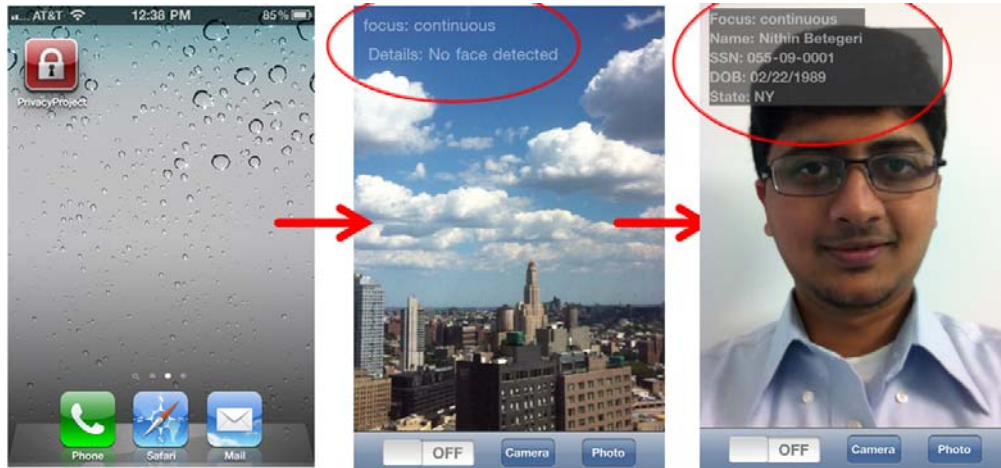 AT&T 12:38 PM 85%
PrivacyProject
Phone Safari Mail
focus: continuous
Details: No face detected
OFF Camera Photo
Focus: continuous
Name: Nithin Betegeri
SSN: 055-09-0001
DOB: 02/22/1989
State: NY
OFF Camera Photo